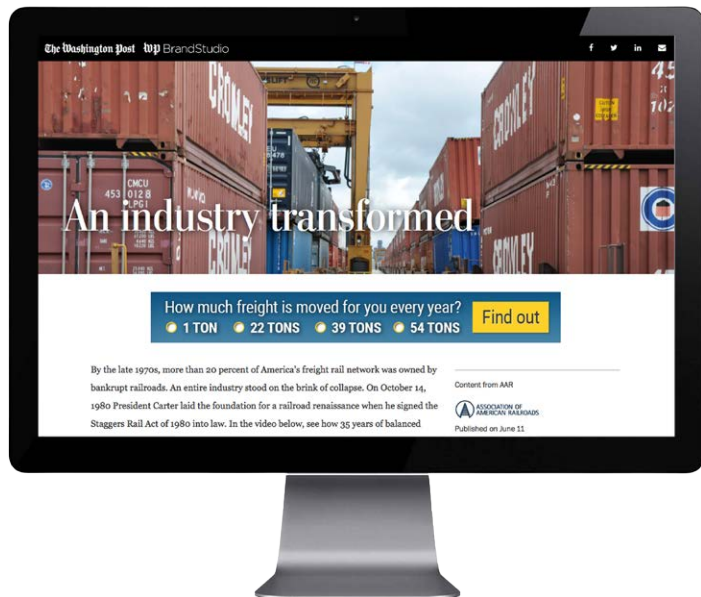 The Washington Post WP BrandStudio
CROWLEY
CROWLEY
45
CMCU
453 012 8
LPG1
An industry transformed
How much freight is moved for you every year?
1 TON 22 TONS 39 TONS 54 TONS
Find out
By the late 1970s, more than 20 percent of America's freight rail network was owned by
bankrupt railroads. An entire industry stood on the brink of collapse. On October 14,
1980 President Carter laid the foundation for a railroad renaissance when he signed the
Staggers Rail Act of 1980 into law. In the video below, see how 35 years of balanced
Content from AAR
ASSOCIATION OF
AMERICAN RAILROADS
Published on June 11